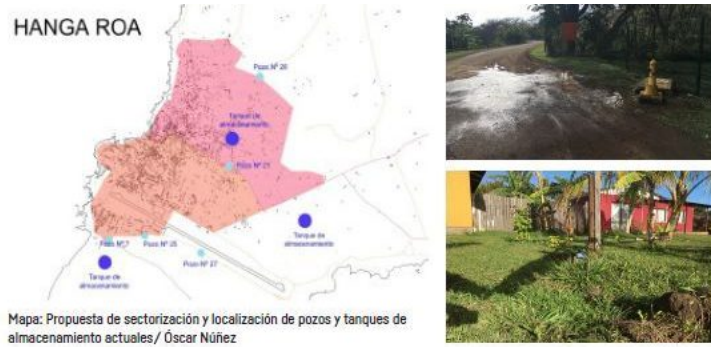 HANGA ROA
Pozo Nº 28
Tanque de
almacenamiento
Pozo Nº 21
Tanque de
almacenamiento
Pozo Nº 7
Pozo Nº 25
Pozo Nº 27
Tanque de
almacenamiento
Mapa: Propuesta de sectorización y localización de pozos y tanques de
almacenamiento actuales/ Óscar Núñez